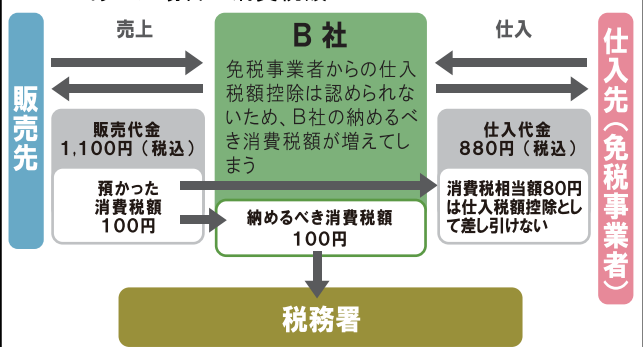 売上
B社
仕入
販売先
免税事業者からの仕入
税額控除は認められな
いため、B社の納めるべ
き消費税額が増えてし
まう
仕入先（免税事業者）
販売代金
1,100円（税込）
仕入代金
880円（税込）
預かった
消費税額
100円
納めるべき消費税額
100円
消費税相当額80円
は仕入税額控除とし
て差し引けない
税務署